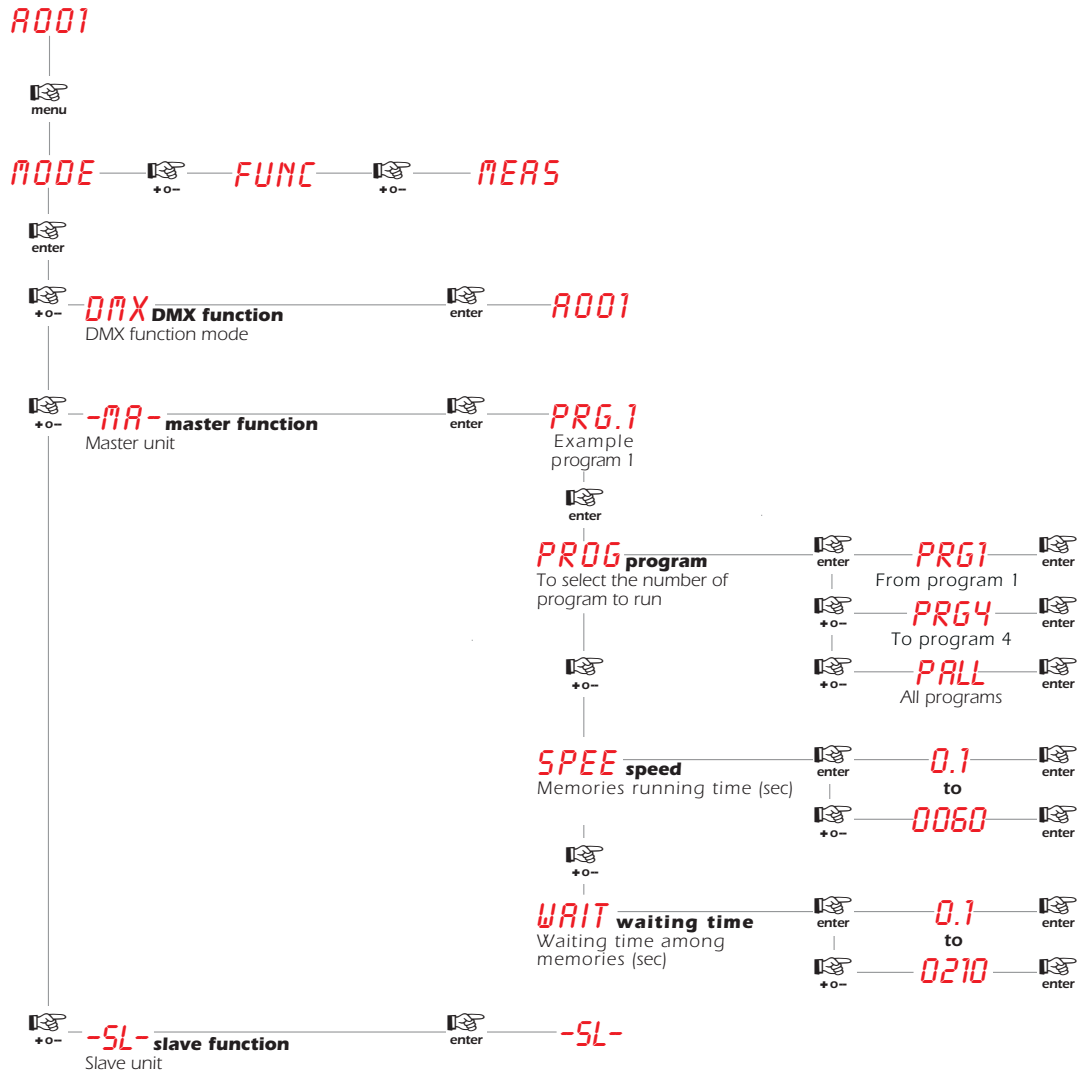 A001
menu
MODE +o- FUNC +o- MEAS
enter
+o- DMX DMX function enter A001
DMX function mode
+o- -MA- master function enter PRG.1
Master unit
Example
program 1
enter
PROG program enter PRG1 enter
To select the number of
program to run
From program 1
+o- PRG4 enter
To program 4
+o- +o- PALL enter
All programs
SPEE speed enter 0.1 enter
Memories running time (sec)
to
+o- 0060 enter
+o-
WAIT waiting time enter 0.1 enter
Waiting time among
memories (sec)
to
+o- 0210 enter
+o- -SL- slave function enter -SL-
Slave unit